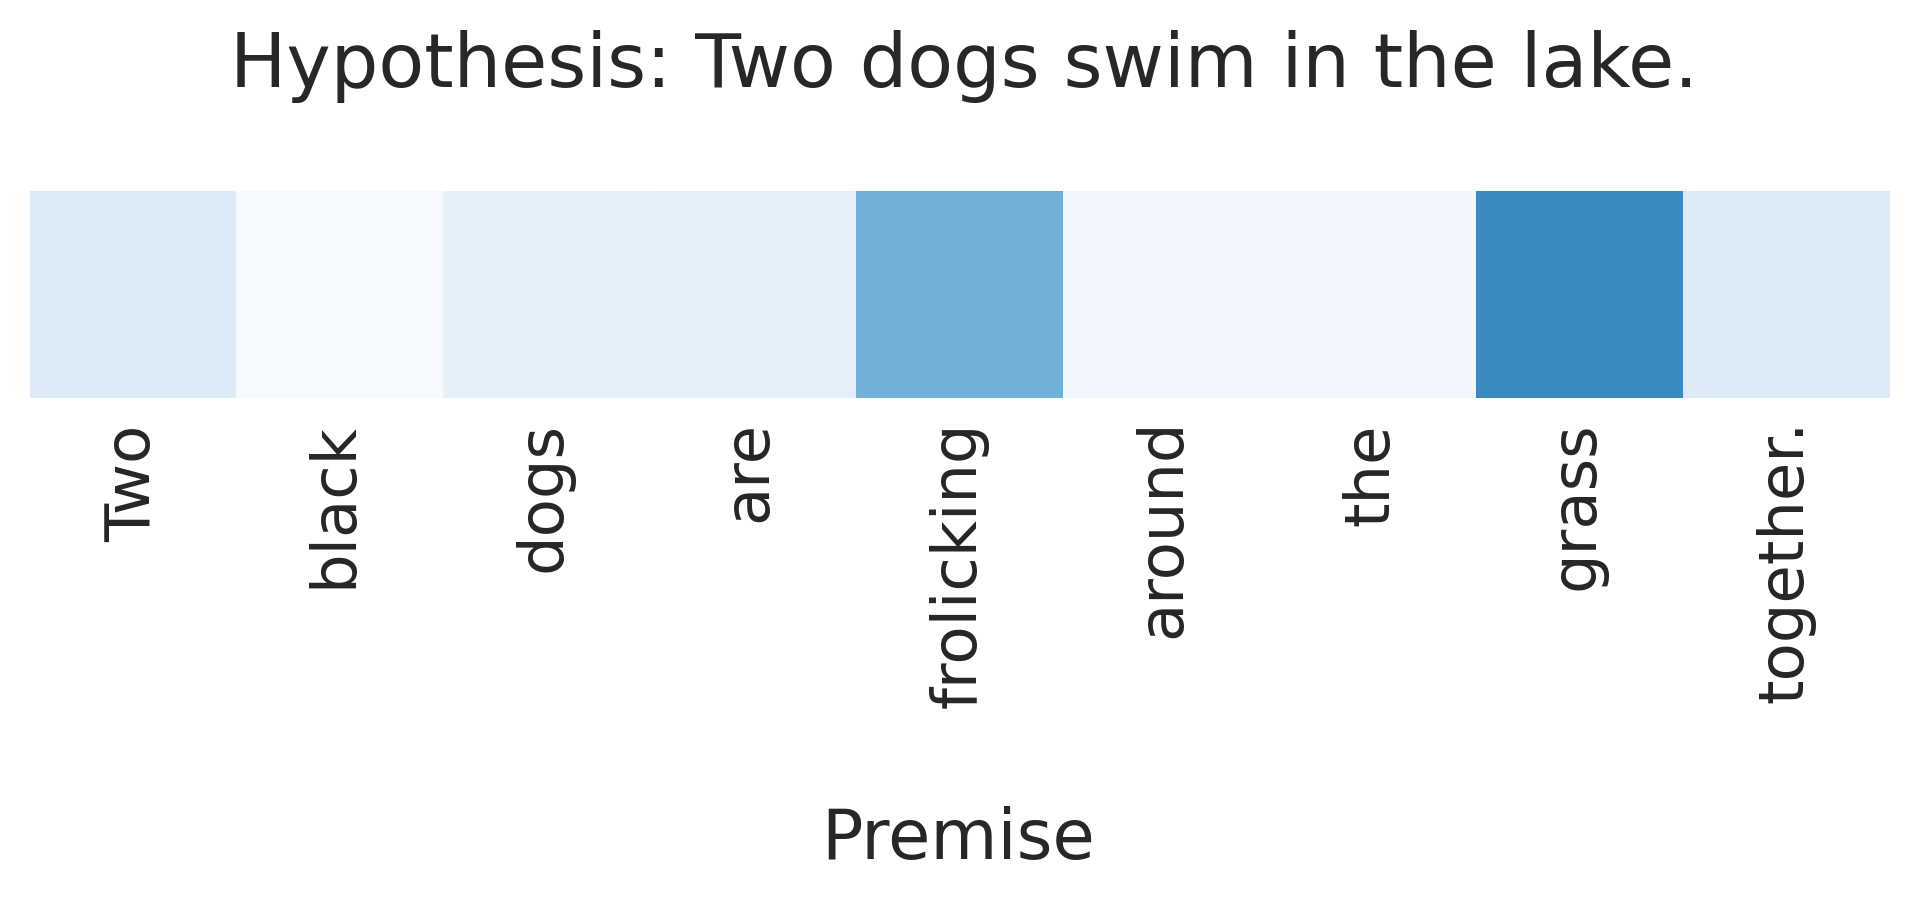 Hypothesis: Two dogs swim in the lake.
Two
black
dogs
are
frolicking
around
the
grass
together.
Premise